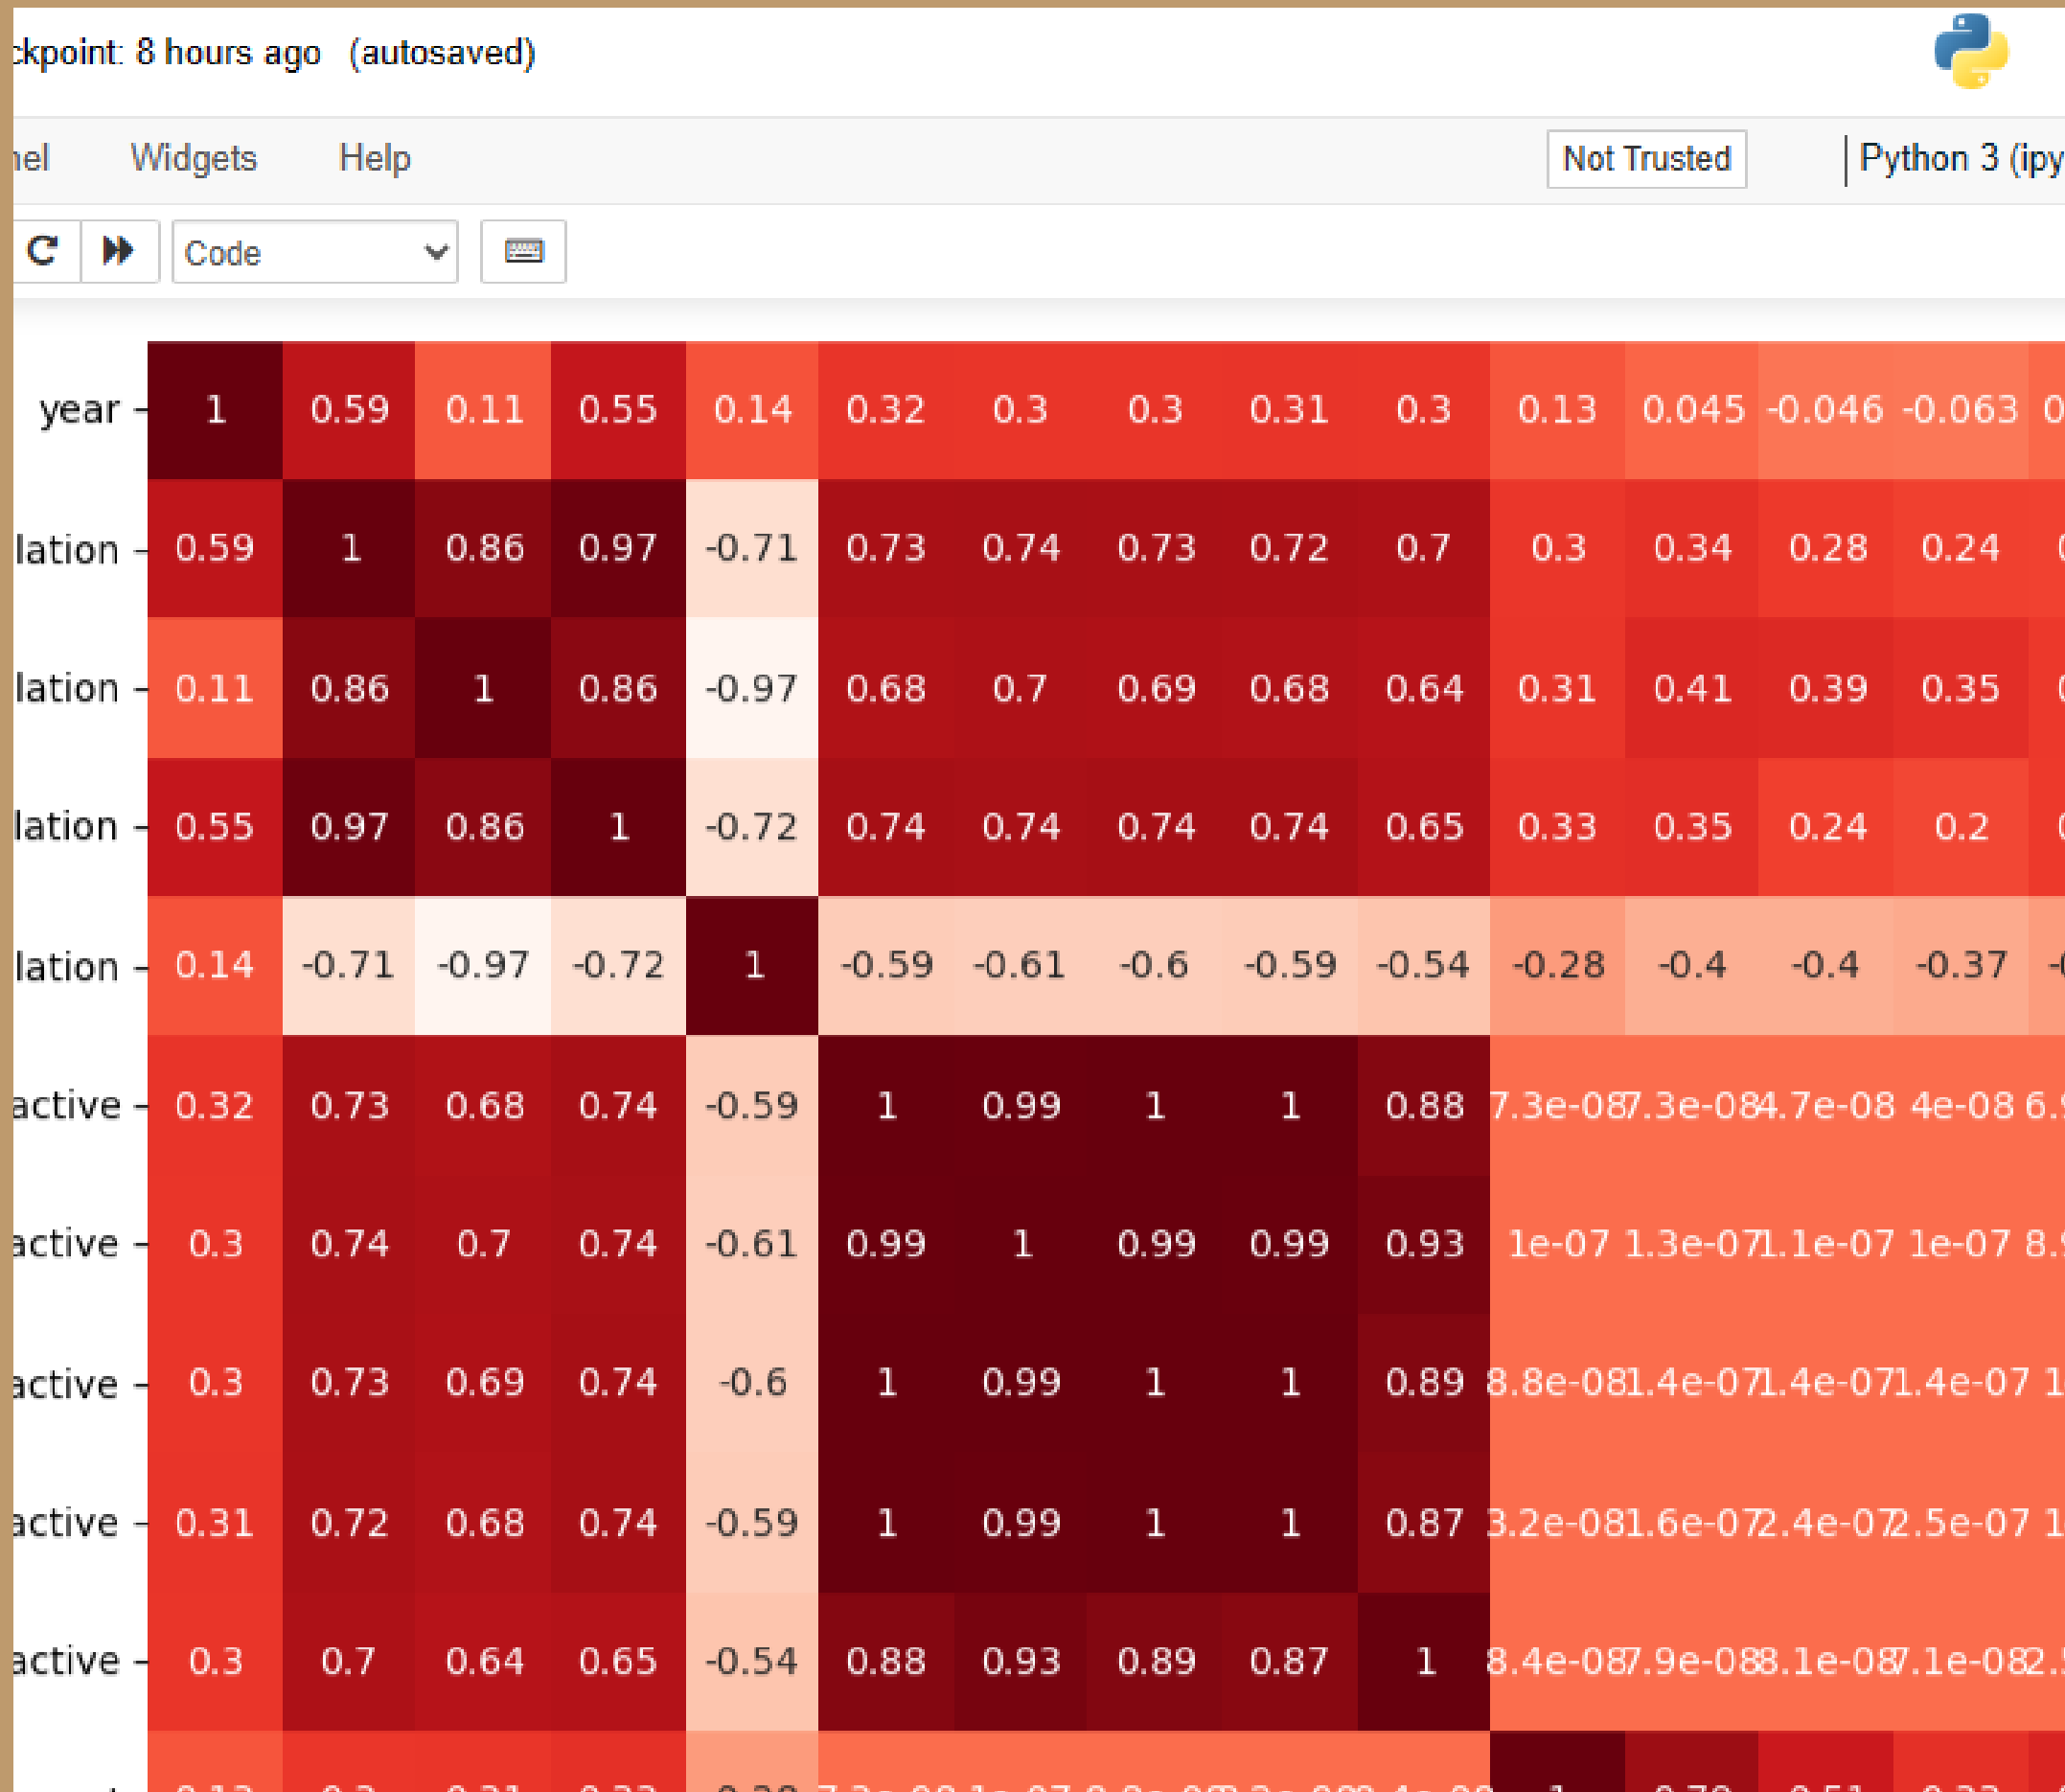 ckpoint: 8 hours ago (autosaved)
nel Widgets Help Not Trusted Python 3 (ipy
Code
year 1 0.59 0.11 0.55 0.14 0.32 0.3 0.3 0.31 0.3 0.13 0.045 -0.046 -0.063 0
lation 0.59 1 0.86 0.97 -0.71 0.73 0.74 0.73 0.72 0.7 0.3 0.34 0.28 0.24
lation 0.11 0.86 1 0.86 -0.97 0.68 0.7 0.69 0.68 0.64 0.31 0.41 0.39 0.35
lation 0.55 0.97 0.86 1 -0.72 0.74 0.74 0.74 0.74 0.65 0.33 0.35 0.24 0.2
lation 0.14 -0.71 -0.97 -0.72 1 -0.59 -0.61 -0.6 -0.59 -0.54 -0.28 -0.4 -0.4 -0.37
active 0.32 0.73 0.68 0.74 -0.59 1 0.99 1 1 0.88 7.3e-08 7.3e-08 4.7e-08 4e-08 6.9
active 0.3 0.74 0.7 0.74 -0.61 0.99 1 0.99 0.99 0.93 1e-07 1.3e-07 1.1e-07 1e-07 8.9
active 0.3 0.73 0.69 0.74 -0.6 1 0.99 1 1 0.89 8.8e-08 1.4e-07 1.4e-07 1.4e-07 1
active 0.31 0.72 0.68 0.74 -0.59 1 0.99 1 1 0.87 3.2e-08 1.6e-07 2.4e-07 2.5e-07 1
active 0.3 0.7 0.64 0.65 -0.54 0.88 0.93 0.89 0.87 1 8.4e-08 7.9e-08 8.1e-08 7.1e-08 2.